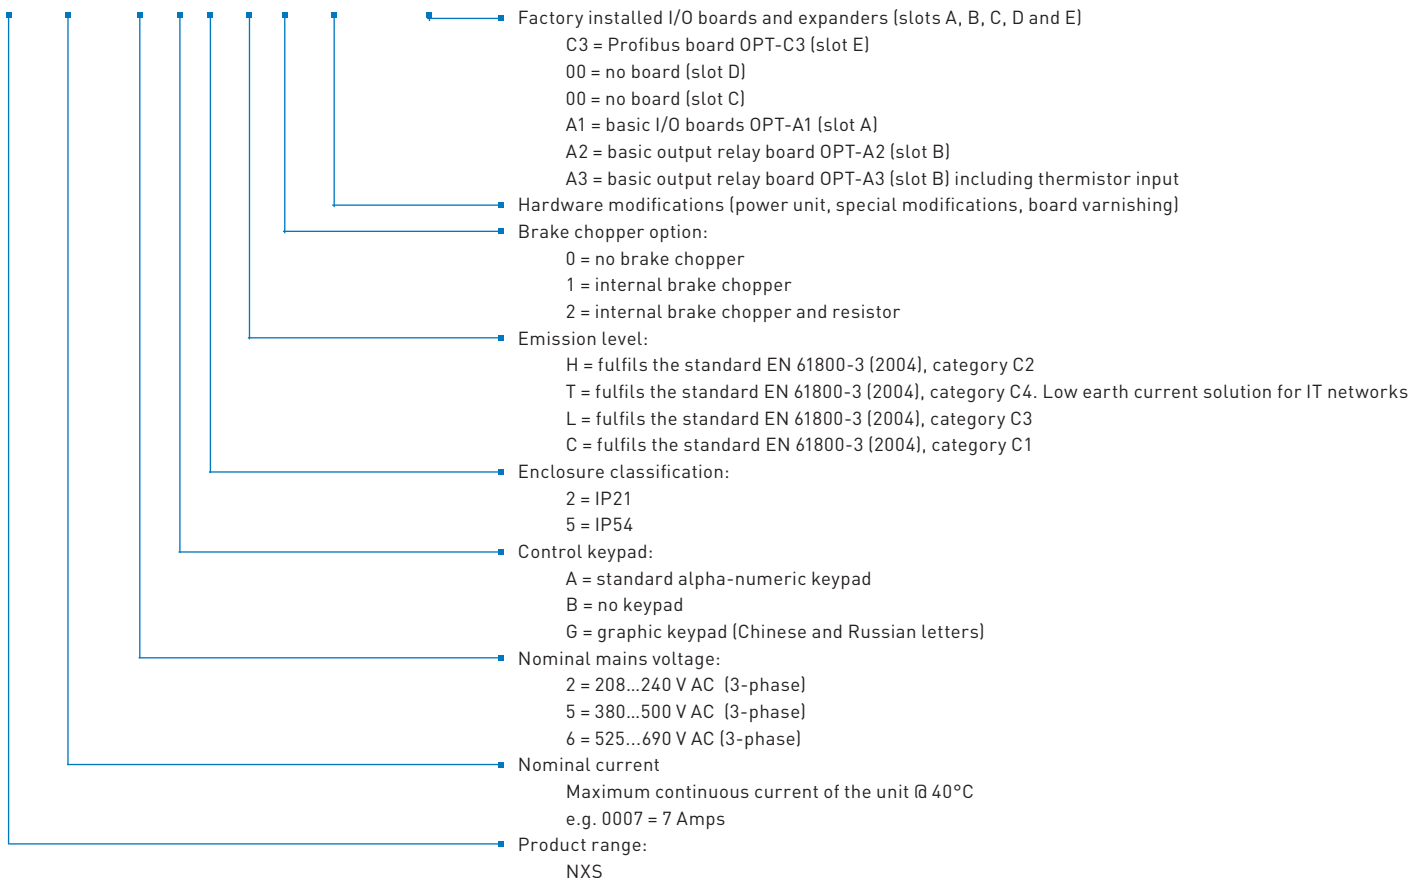 Factory installed I/O boards and expanders (slots A, B, C, D and E)
C3 = Profibus board OPT-C3 (slot E)
00 = no board (slot D)
00 = no board (slot C)
A1 = basic I/O boards OPT-A1 (slot A)
A2 = basic output relay board OPT-A2 (slot B)
A3 = basic output relay board OPT-A3 (slot B) including thermistor input
Hardware modifications (power unit, special modifications, board varnishing)
Brake chopper option:
0 = no brake chopper
1 = internal brake chopper
2 = internal brake chopper and resistor
Emission level:
H = fulfils the standard EN 61800-3 (2004), category C2
T = fulfils the standard EN 61800-3 (2004), category C4. Low earth current solution for IT networks
L = fulfils the standard EN 61800-3 (2004), category C3
C = fulfils the standard EN 61800-3 (2004), category C1
Enclosure classification:
2 = IP21
5 = IP54
Control keypad:
A = standard alpha-numeric keypad
B = no keypad
G = graphic keypad (Chinese and Russian letters)
Nominal mains voltage:
2 = 208...240 V AC (3-phase)
5 = 380...500 V AC (3-phase)
6 = 525...690 V AC (3-phase)
Nominal current
Maximum continuous current of the unit @ 40°C
e.g. 0007 = 7 Amps
Product range:
NXS